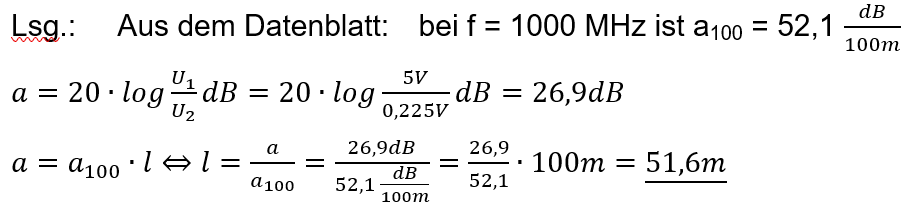 Lsg.: Aus dem Datenblatt: bei f = 1000 MHz ist a₁₀₀ = 52,1 dB/100m
a = 20 · log U₁/U₂ dB = 20 · log 5V/0,225V dB = 26,9dB
a = a₁₀₀ · l ⇔ l = a/a₁₀₀ = 26,9dB/(52,1 dB/100m) = 26,9/52,1 · 100m = 51,6m